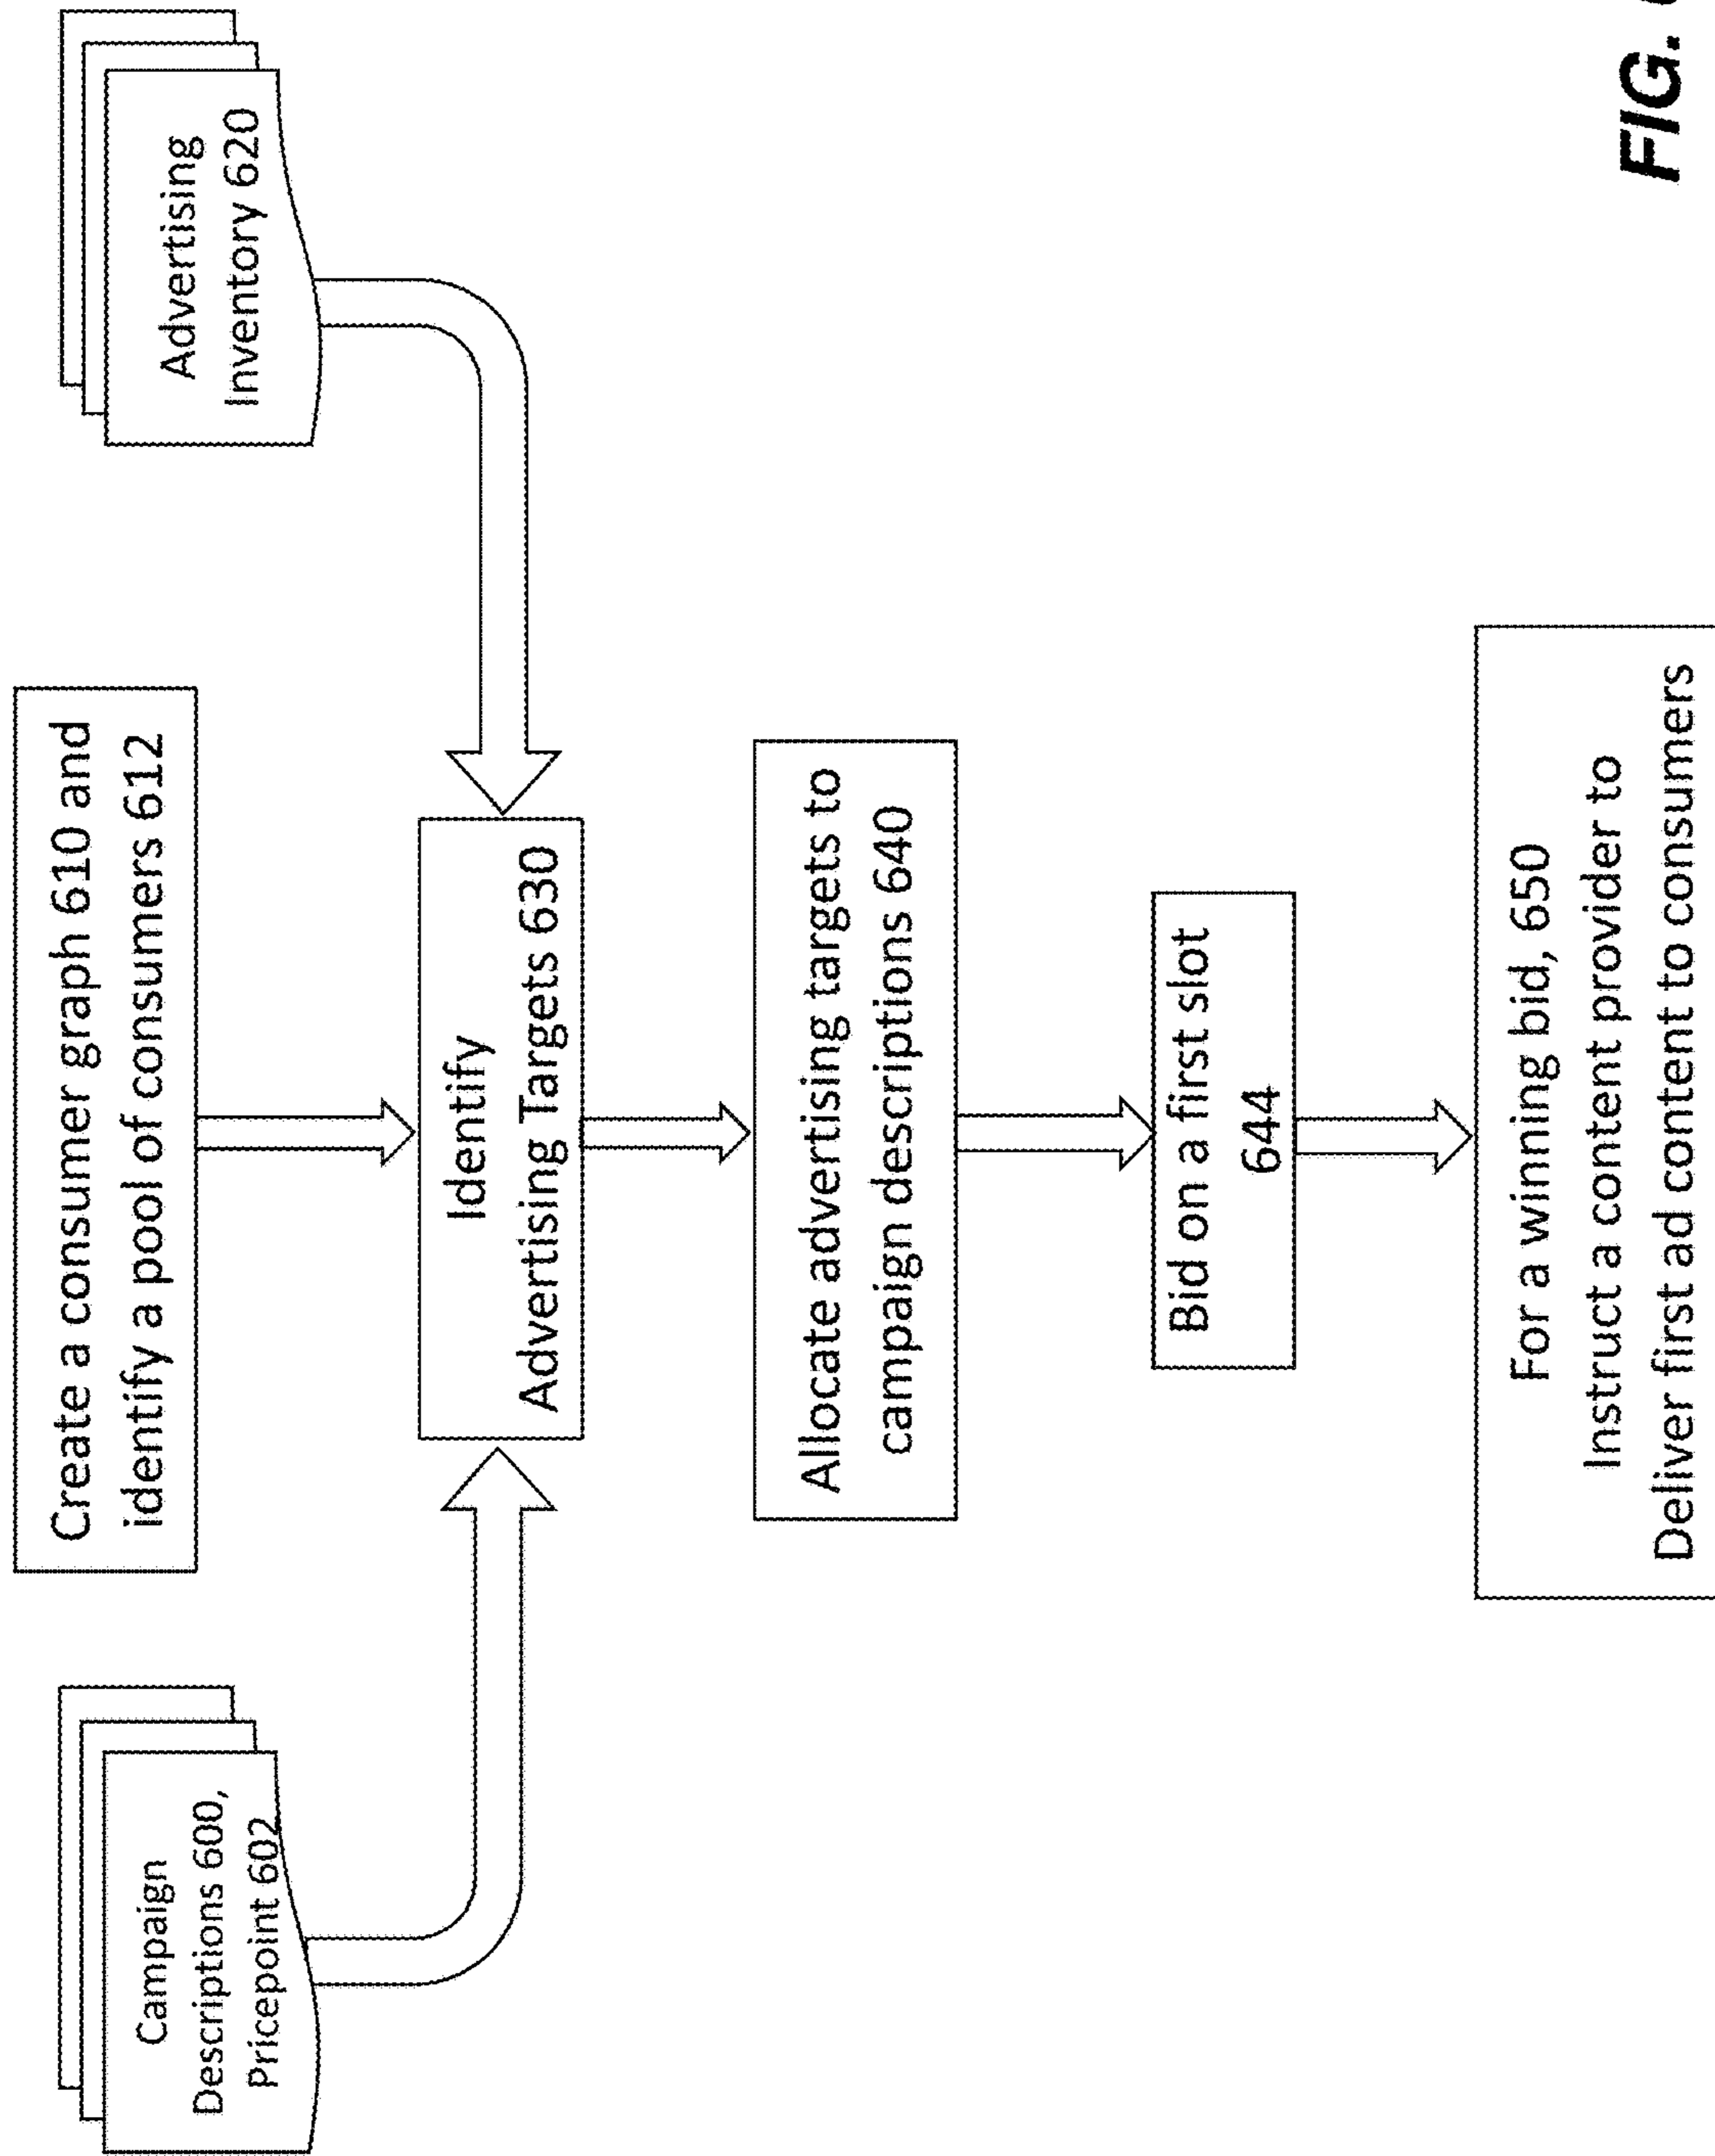 Campaign
Descriptions 600,
Pricepoint 602
Create a consumer graph 610 and
identify a pool of consumers 612
Advertising
Inventory 620
Identify
Advertising Targets 630
Allocate advertising targets to
campaign descriptions 640
Bid on a first slot
644
For a winning bid, 650
Instruct a content provider to
Deliver first ad content to consumers
FIG.